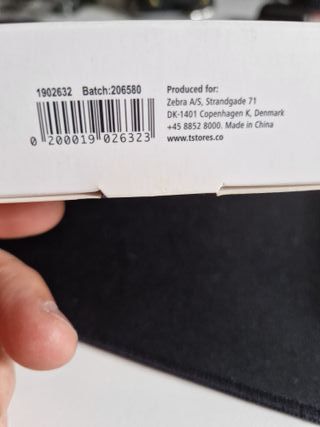 1902632 Batch:206580
0 200019 026323
Produced for:
Zebra A/S, Strandgade 71
DK-1401 Copenhagen K, Denmark
+45 8852 8000. Made in China
www.tstores.co